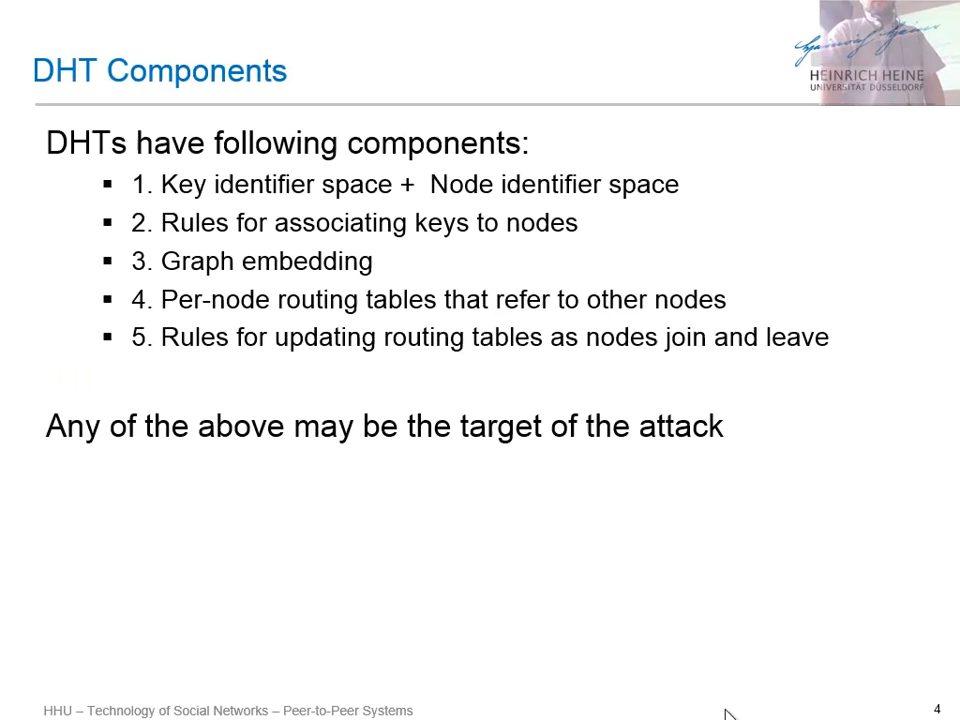 DHT Components
HEINRICH HEINE
UNIVERSITÄT DÜSSELDORF
DHTs have following components:
▪ 1. Key identifier space + Node identifier space
▪ 2. Rules for associating keys to nodes
▪ 3. Graph embedding
▪ 4. Per-node routing tables that refer to other nodes
▪ 5. Rules for updating routing tables as nodes join and leave
Any of the above may be the target of the attack
HHU – Technology of Social Networks – Peer-to-Peer Systems
4